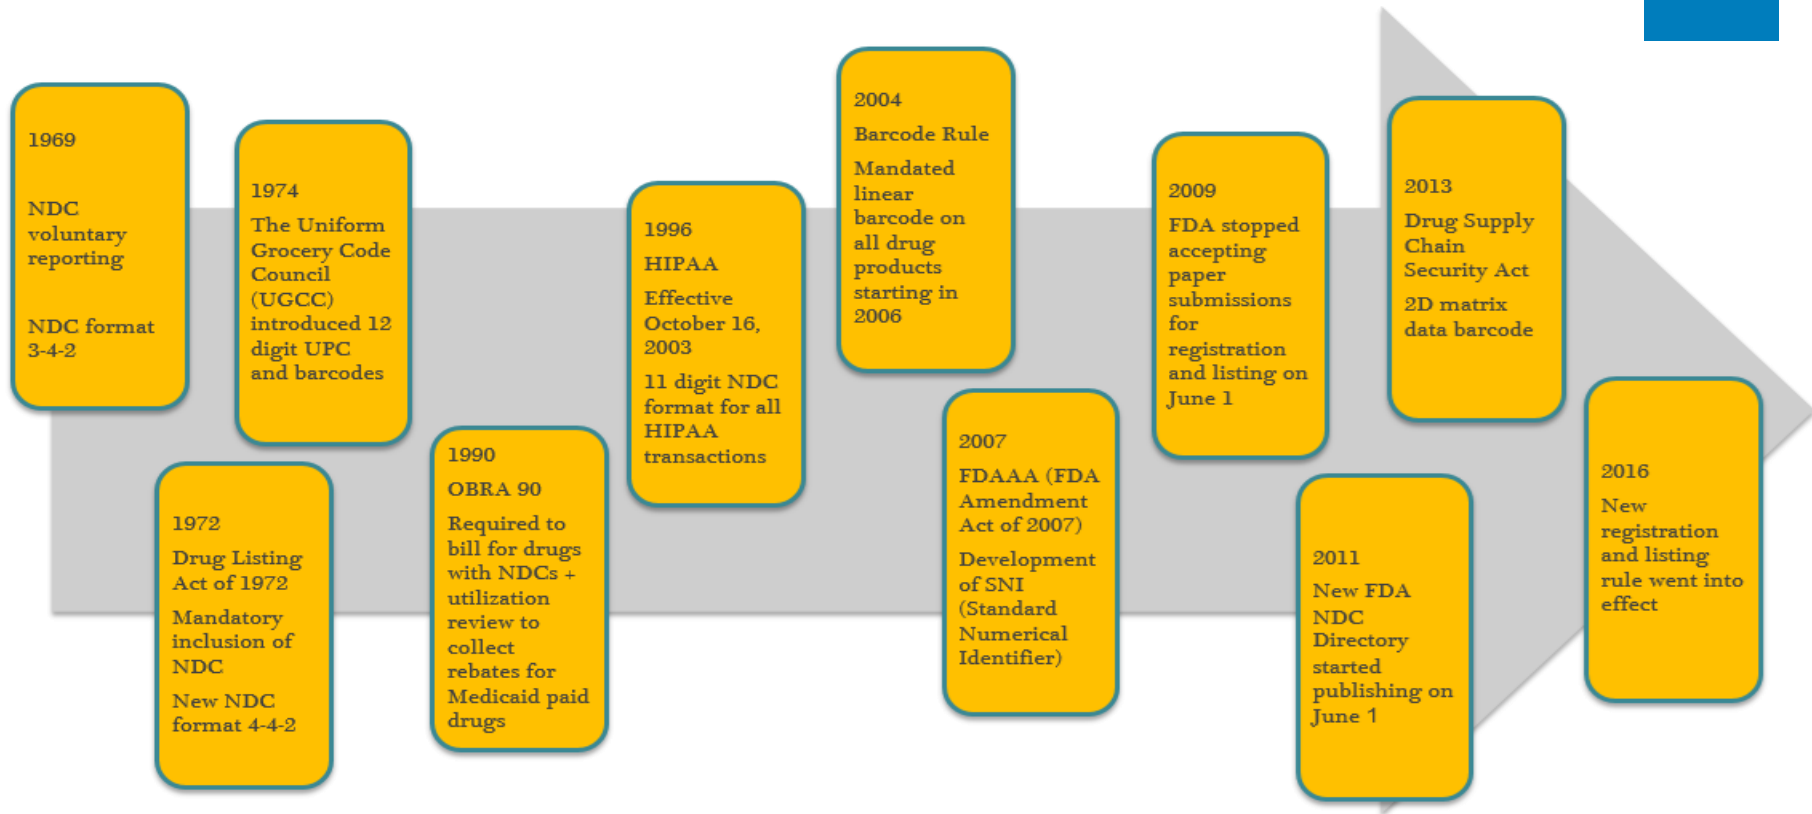 1969
NDC
voluntary
reporting
NDC format
3-4-2
1972
Drug Listing
Act of 1972
Mandatory
inclusion of
NDC
New NDC
format 4-4-2
1974
The Uniform
Grocery Code
Council
(UGCC)
introduced 12
digit UPC
and barcodes
1990
OBRA 90
Required to
bill for drugs
with NDCs +
utilization
review to
collect
rebates for
Medicaid paid
drugs
1996
HIPAA
Effective
October 16,
2003
11 digit NDC
format for all
HIPAA
transactions
2004
Barcode Rule
Mandated
linear
barcode on
all drug
products
starting in
2006
2007
FDAAA (FDA
Amendment
Act of 2007)
Development
of SNI
(Standard
Numerical
Identifier)
2009
FDA stopped
accepting
paper
submissions
for
registration
and listing on
June 1
2011
New FDA
NDC
Directory
started
publishing on
June 1
2013
Drug Supply
Chain
Security Act
2D matrix
data barcode
2016
New
registration
and listing
rule went into
effect